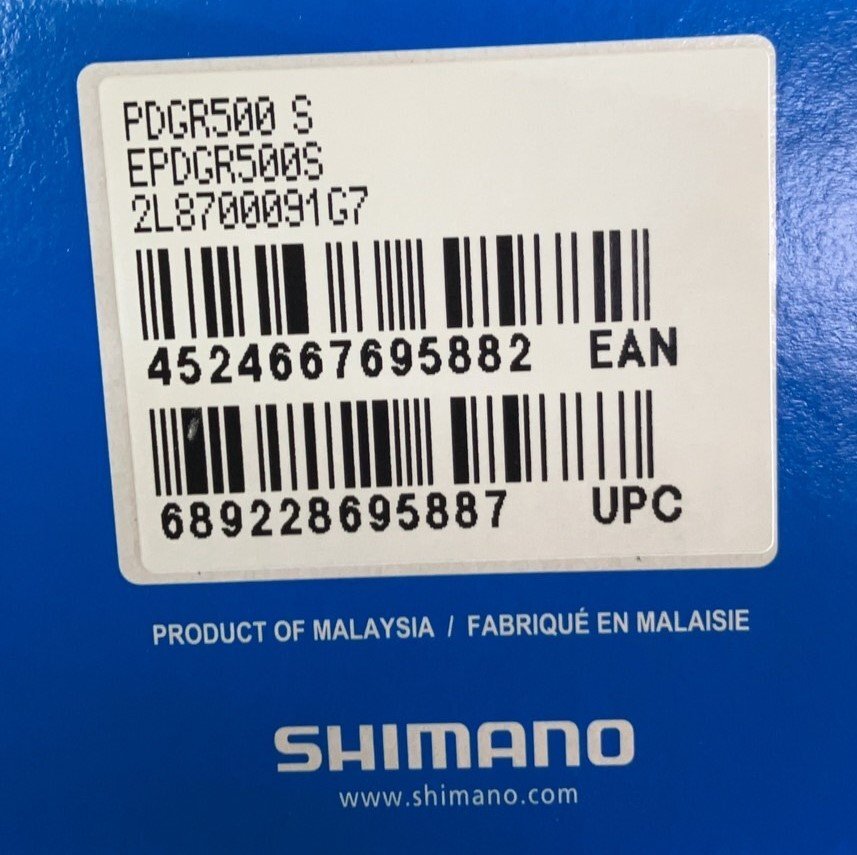 PDGR500 S
EPDGR500S
2L8700091G7
4524667695882 EAN
689228695887 UPC
PRODUCT OF MALAYSIA / FABRIQUÉ EN MALAISIE
SHIMANO
www.shimano.com